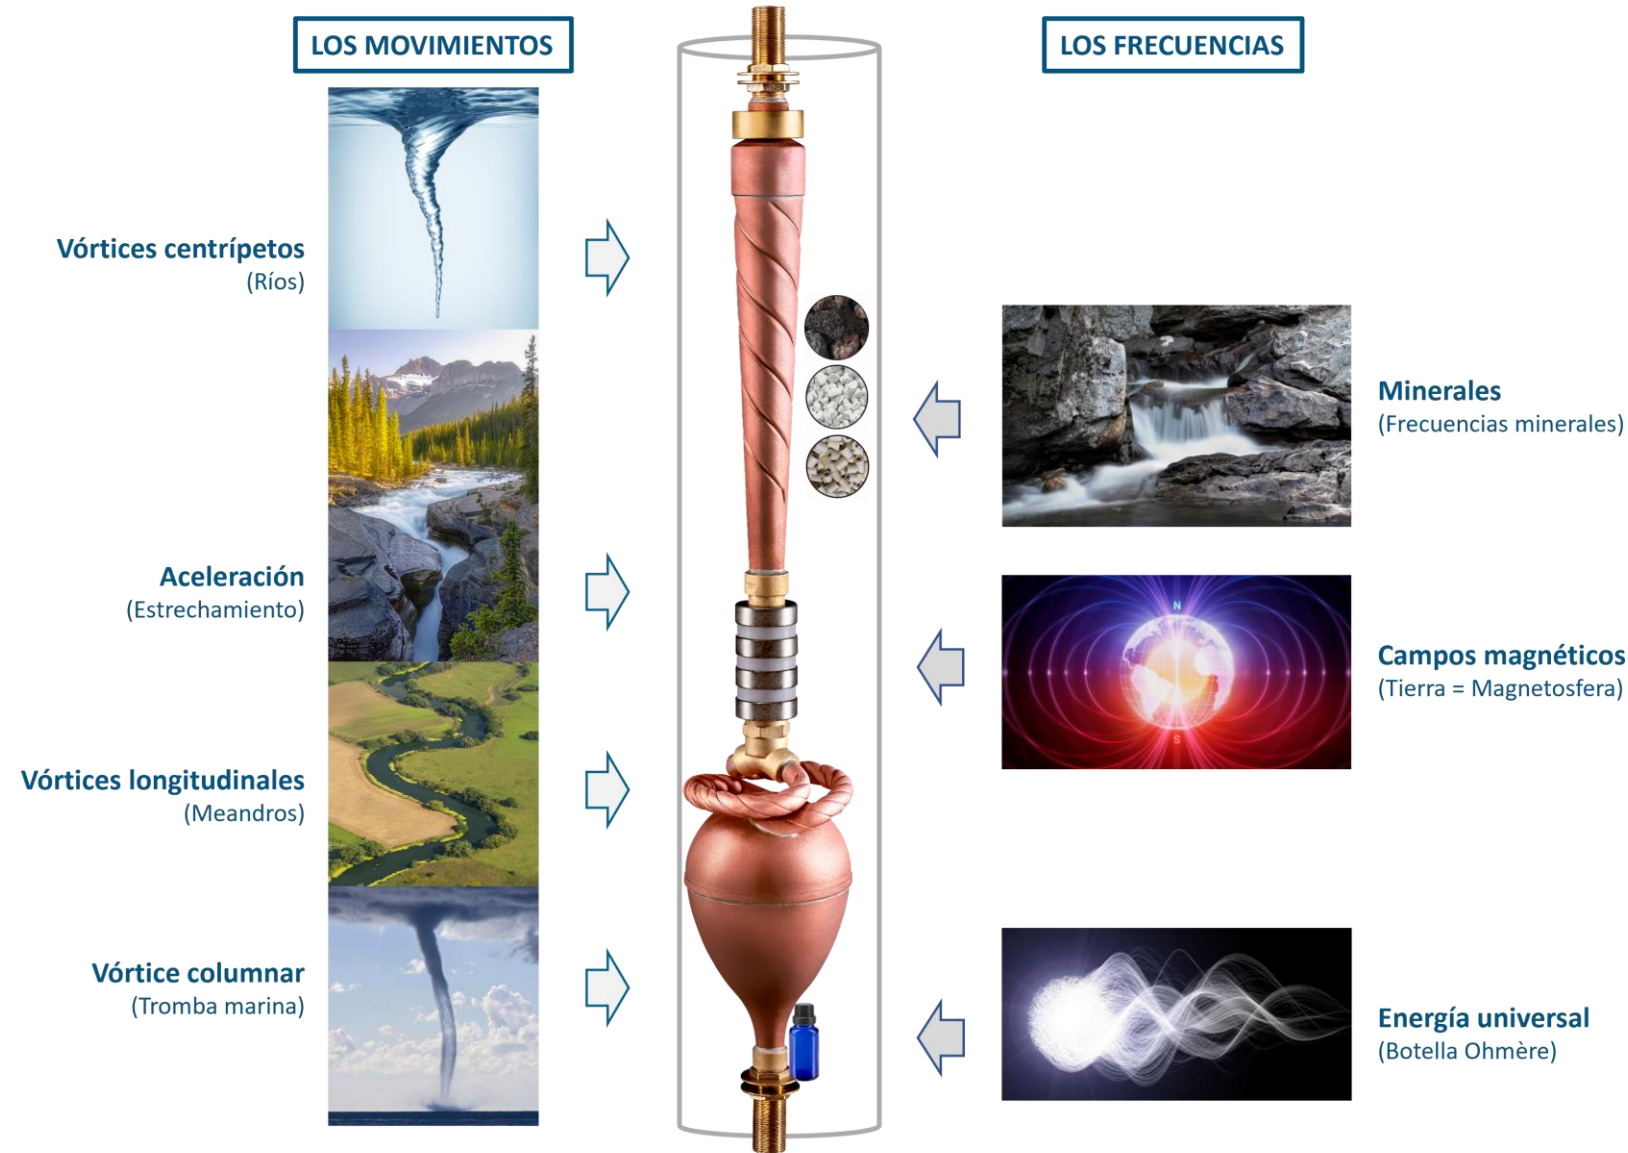 LOS MOVIMIENTOS
LOS FRECUENCIAS
Vórtices centrípetos
(Ríos)
Minerales
(Frecuencias minerales)
Aceleración
(Estrechamiento)
N
S
Campos magnéticos
(Tierra = Magnetosfera)
Vórtices longitudinales
(Meandros)
Vórtice columnar
(Tromba marina)
Energía universal
(Botella Ohmère)